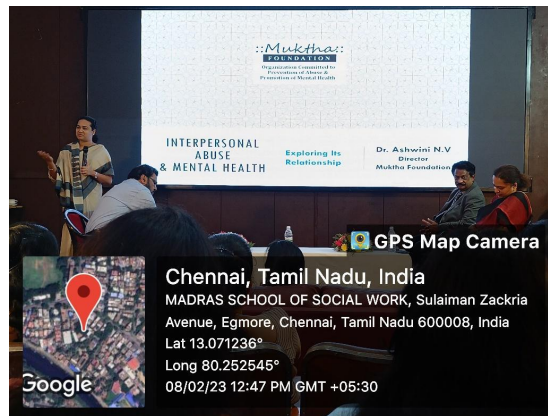 ::Muktha::
FOUNDATION
Organization Committed to
Prevention of Abuse &
Promotion of Mental Health
INTERPERSONAL
ABUSE
& MENTAL HEALTH
Exploring Its
Relationship
Dr. Ashwini N.V
Director
Muktha Foundation
GPS Map Camera
Chennai, Tamil Nadu, India
MADRAS SCHOOL OF SOCIAL WORK, Sulaiman Zackria
Avenue, Egmore, Chennai, Tamil Nadu 600008, India
Lat 13.071236°
Long 80.252545°
08/02/23 12:47 PM GMT +05:30
Google